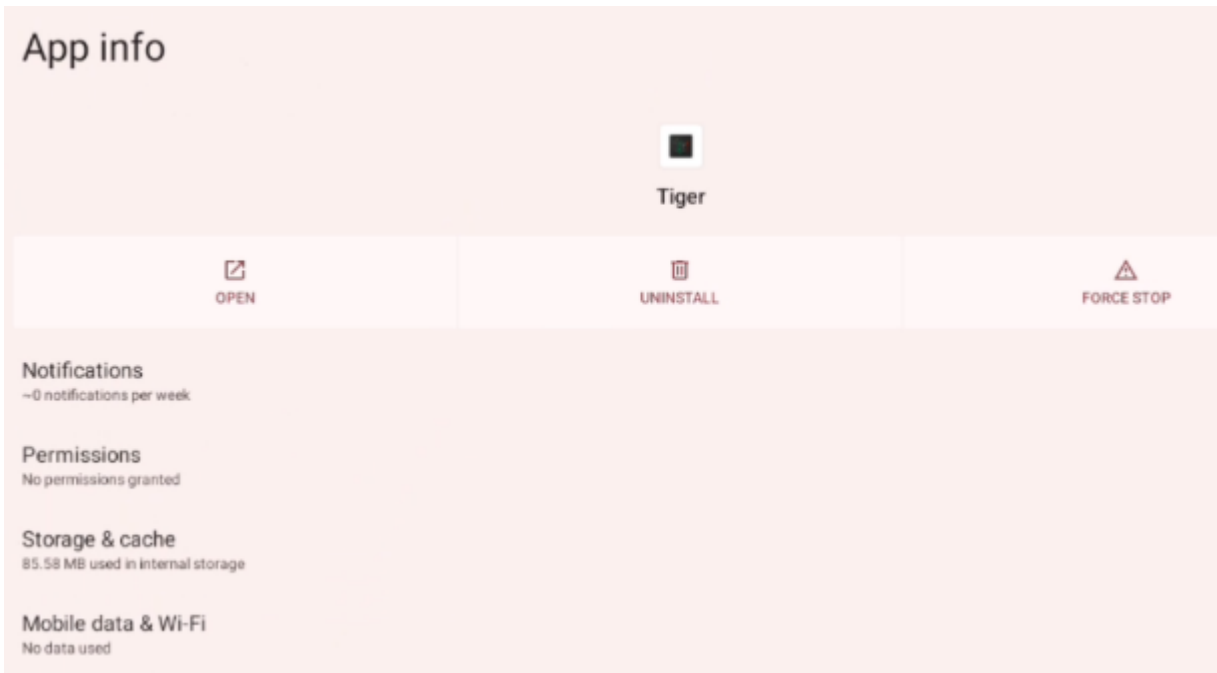 App info
Tiger
OPEN
UNINSTALL
FORCE STOP
Notifications
~0 notifications per week
Permissions
No permissions granted
Storage & cache
85.58 MB used in internal storage
Mobile data & Wi-Fi
No data used